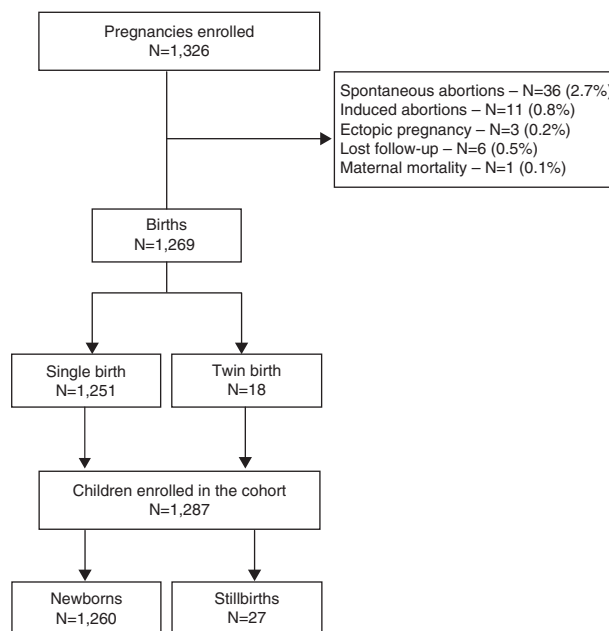 Pregnancies enrolled
N=1,326
Spontaneous abortions – N=36 (2.7%)
Induced abortions – N=11 (0.8%)
Ectopic pregnancy – N=3 (0.2%)
Lost follow-up – N=6 (0.5%)
Maternal mortality – N=1 (0.1%)
Births
N=1,269
Single birth
N=1,251
Twin birth
N=18
Children enrolled in the cohort
N=1,287
Newborns
N=1,260
Stillbirths
N=27